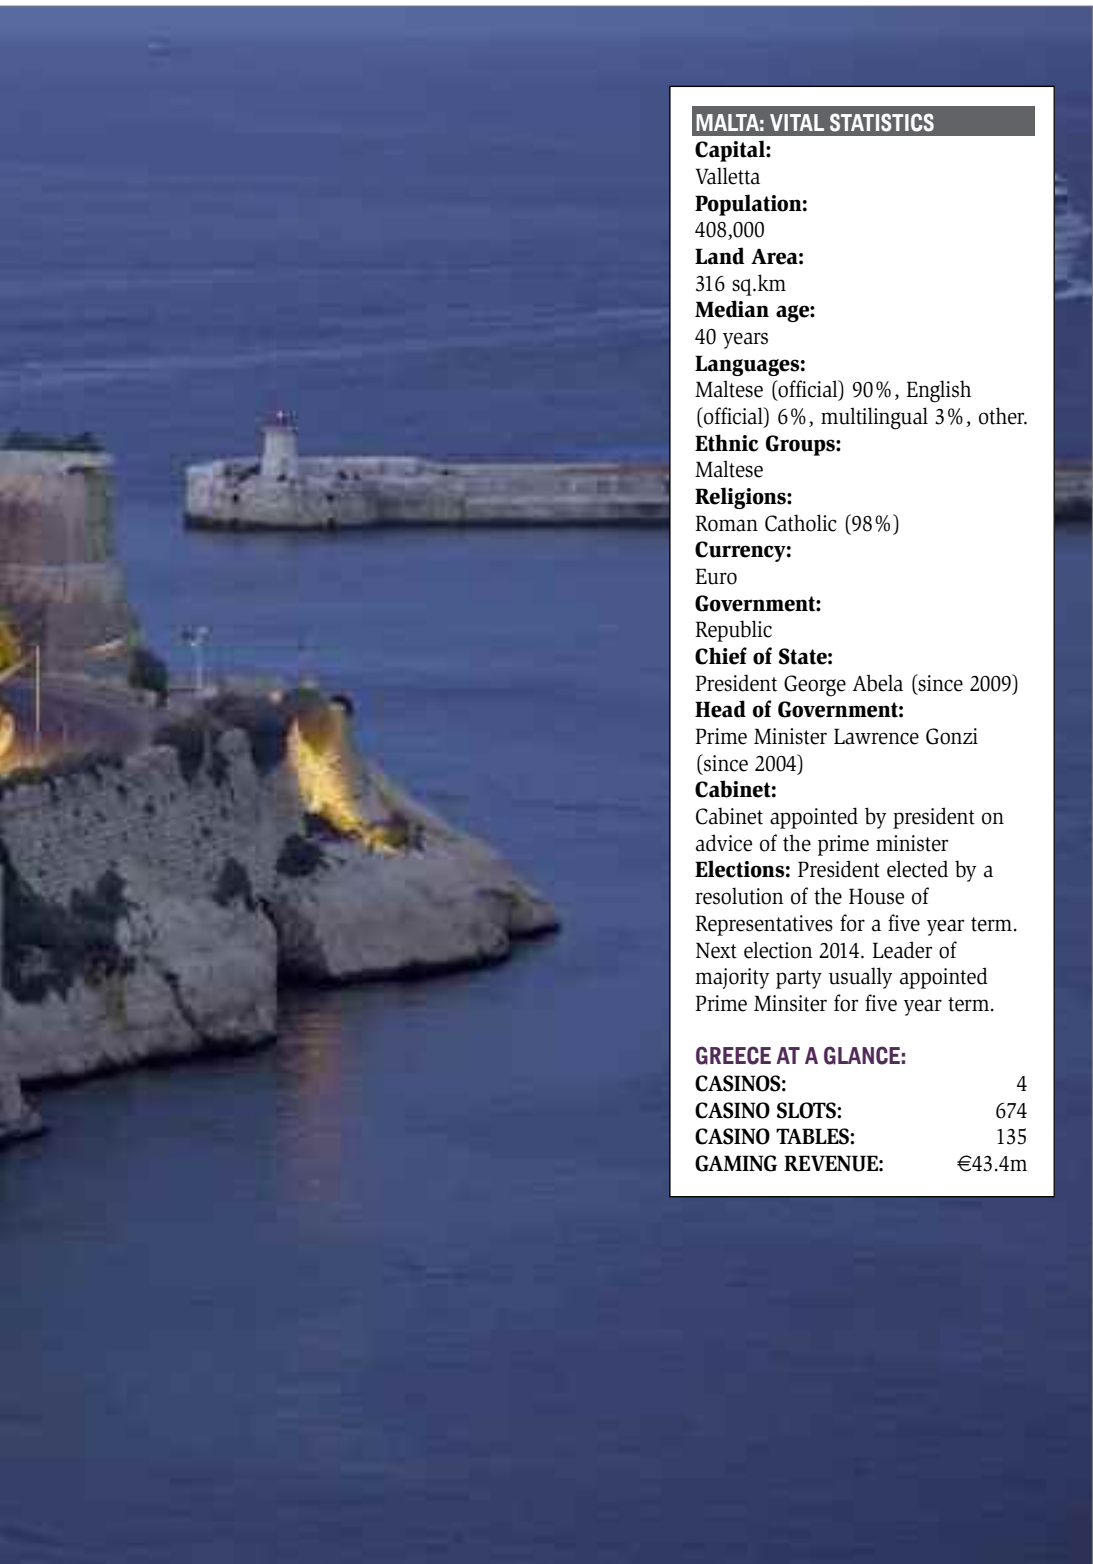 MALTA: VITAL STATISTICS
Capital:
Valletta
Population:
408,000
Land Area:
316 sq.km
Median age:
40 years
Languages:
Maltese (official) 90%, English
(official) 6%, multilingual 3%, other.
Ethnic Groups:
Maltese
Religions:
Roman Catholic (98%)
Currency:
Euro
Government:
Republic
Chief of State:
President George Abela (since 2009)
Head of Government:
Prime Minister Lawrence Gonzi
(since 2004)
Cabinet:
Cabinet appointed by president on
advice of the prime minister
Elections: President elected by a
resolution of the House of
Representatives for a five year term.
Next election 2014. Leader of
majority party usually appointed
Prime Minsiter for five year term.
GREECE AT A GLANCE:
CASINOS: 4
CASINO SLOTS: 674
CASINO TABLES: 135
GAMING REVENUE: €43.4m